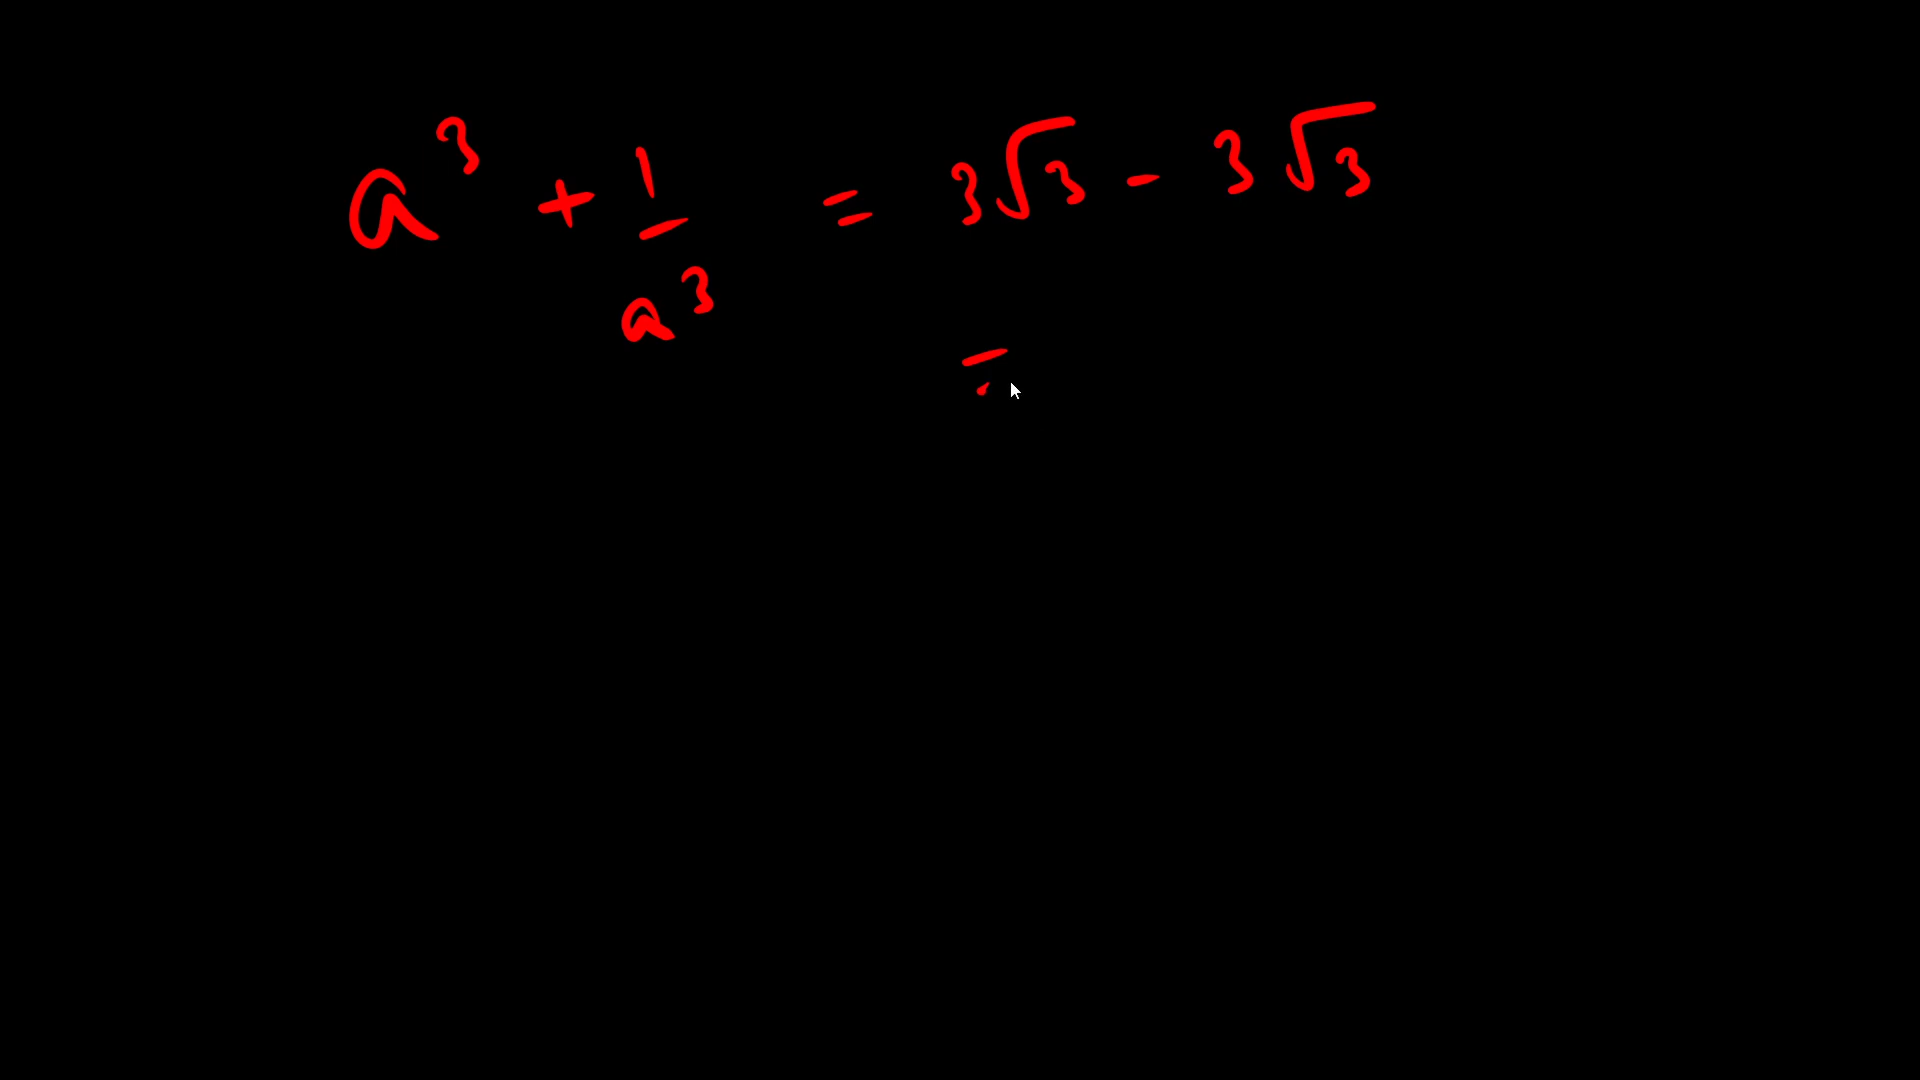 a³ + 1/a³ = 3√3 - 3√3
=